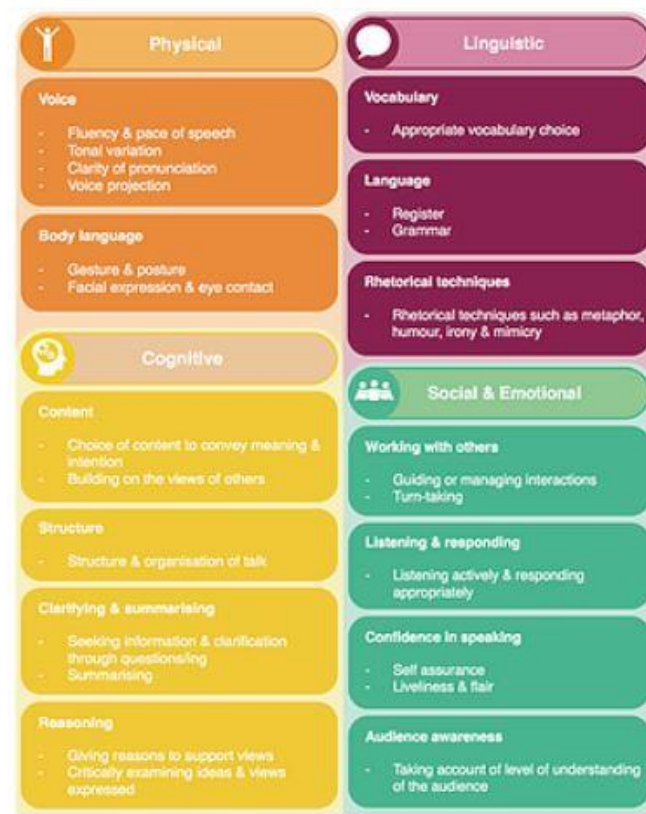 Physical
Voice
- Fluency & pace of speech
- Tonal variation
- Clarity of pronunciation
- Voice projection
Body language
- Gesture & posture
- Facial expression & eye contact
Cognitive
Content
- Choice of content to convey meaning &
intention
- Building on the views of others
Structure
- Structure & organisation of talk
Clarifying & summarising
- Seeking information & clarification
through questions/ing
- Summarising
Reasoning
- Giving reasons to support views
- Critically examining ideas & views
expressed
Linguistic
Vocabulary
- Appropriate vocabulary choice
Language
- Register
- Grammar
Rhetorical techniques
- Rhetorical techniques such as metaphor,
humour, irony & mimicry
Social & Emotional
Working with others
- Guiding or managing interactions
- Turn-taking
Listening & responding
- Listening actively & responding
appropriately
Confidence in speaking
- Self assurance
- Liveliness & flair
Audience awareness
- Taking account of level of understanding
of the audience